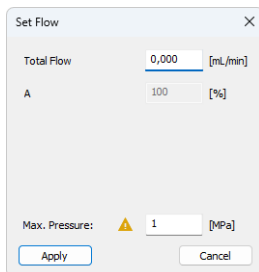 Set Flow
Total Flow 0,000 [mL/min]
A 100 [%]
Max. Pressure: 1 [MPa]
Apply Cancel